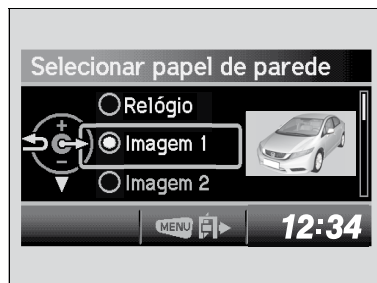 Selecionar papel de parede
Relógio
Imagem 1
Imagem 2
MENU
12:34